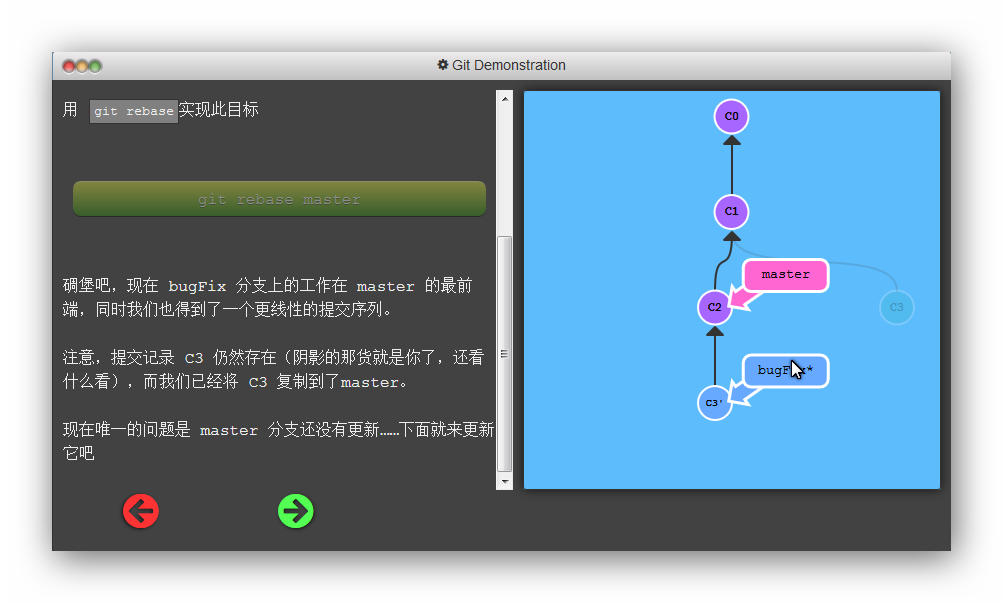 Git Demonstration
用 git rebase实现此目标
git rebase master
碉堡吧，现在 bugFix 分支上的工作在 master 的最前
端，同时我们也得到了一个更线性的提交序列。
注意，提交记录 C3 仍然存在（阴影的那货就是你了，还看
什么看），而我们已经将 C3 复制到了master。
现在唯一的问题是 master 分支还没有更新……下面就来更新
它吧
C0
C1
master
C2
C3
bugFix*
C3'